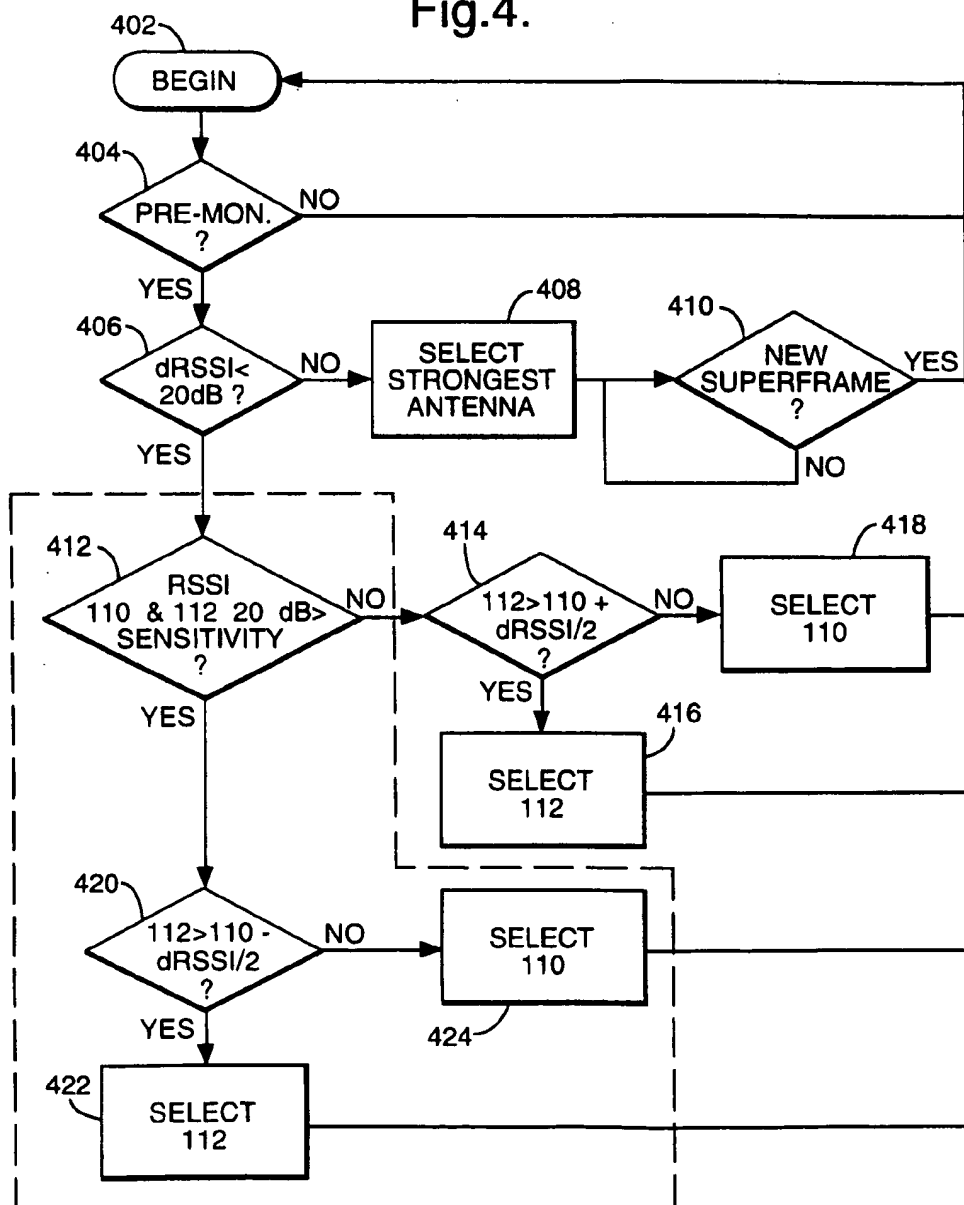 Fig.4.
402
BEGIN
404
PRE-MON.
?
NO
YES
406
dRSSI<
20dB ?
NO
YES
408
SELECT
STRONGEST
ANTENNA
410
NEW
SUPERFRAME
?
YES
NO
412
RSSI
110 & 112 20 dB>
SENSITIVITY
?
NO
YES
414
112>110 +
dRSSI/2
?
NO
YES
418
SELECT
110
416
SELECT
112
420
112>110 -
dRSSI/2
?
NO
YES
SELECT
110
424
422
SELECT
112